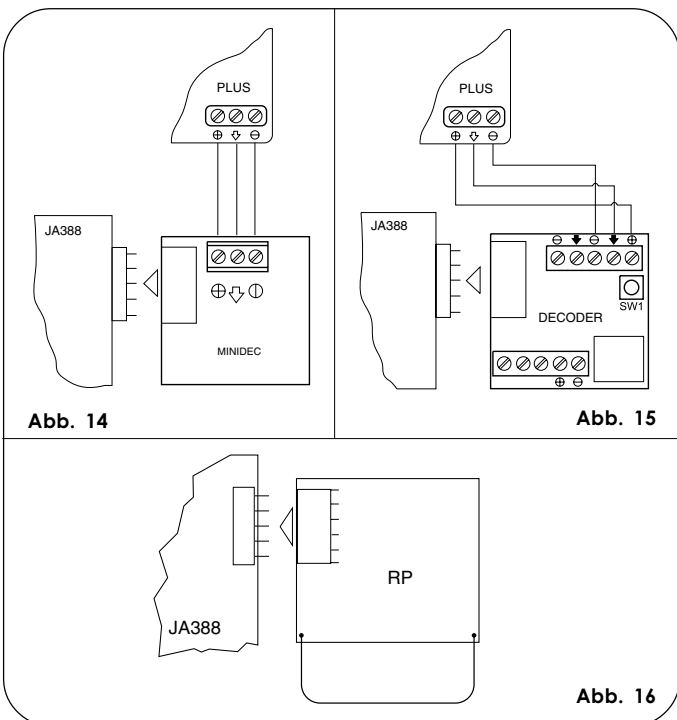 PLUS
JA388
MINIDEC
Abb. 14
PLUS
JA388
SW1
DECODER
Abb. 15
JA388
RP
Abb. 16